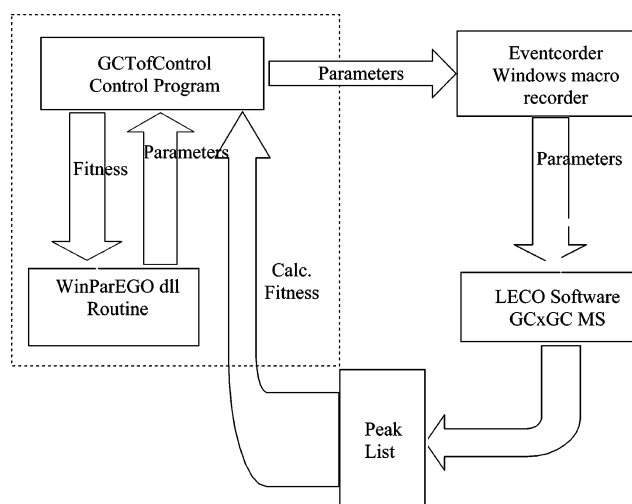 GCTofControl
Control Program
Parameters
Eventcorder
Windows macro
recorder
Fitness
Parameters
Parameters
WinParEGO dll
Routine
Calc.
Fitness
LECO Software
GCxGC MS
Peak
List